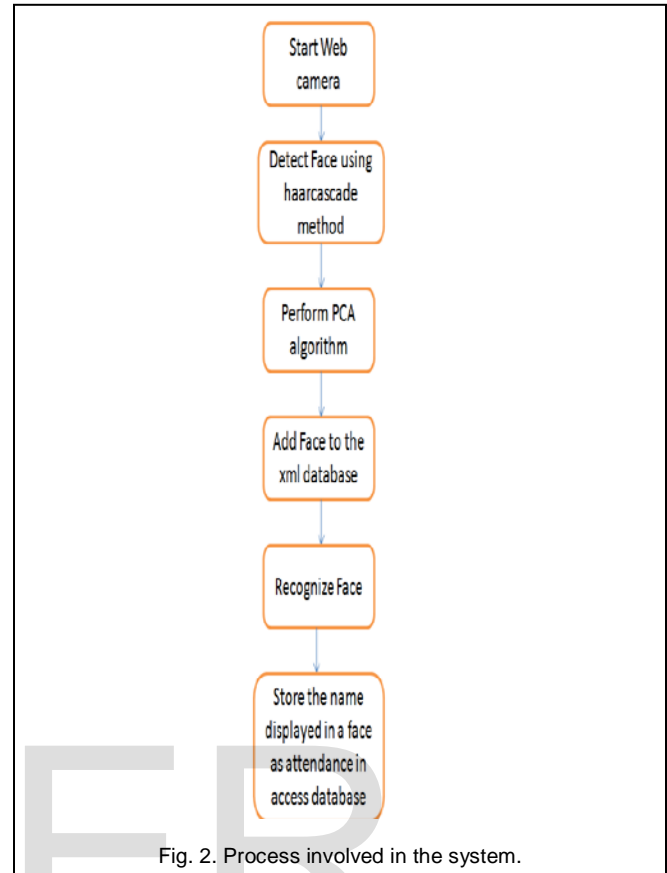 Start Web
camera
Detect Face using
haarcascade
method
Perform PCA
algorithm
Add Face to the
xml database
Recognize Face
Store the name
displayed in a face
as attendance in
access database
ER
Fig. 2. Process involved in the system.